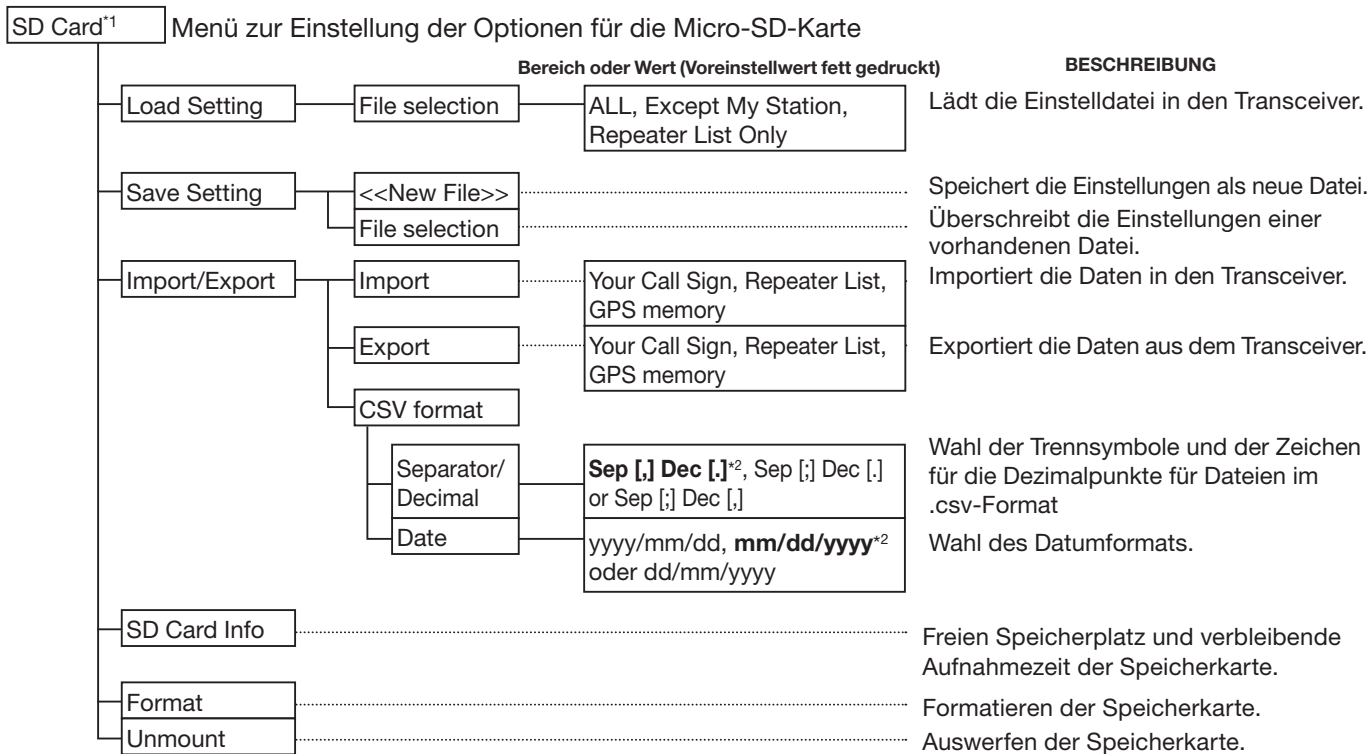 SD Card*1 Menü zur Einstellung der Optionen für die Micro-SD-Karte
Bereich oder Wert (Voreinstellwert fett gedruckt) BESCHREIBUNG
Load Setting File selection ALL, Except My Station, Lädt die Einstelldatei in den Transceiver.
Repeater List Only
Save Setting <<New File>> Speichert die Einstellungen als neue Datei.
File selection Überschreibt die Einstellungen einer
vorhandenen Datei.
Import/Export Import Your Call Sign, Repeater List, Importiert die Daten in den Transceiver.
GPS memory
Export Your Call Sign, Repeater List, Exportiert die Daten aus dem Transceiver.
GPS memory
CSV format
Separator/ Sep [,] Dec [.]*2, Sep [;] Dec [.] Wahl der Trennsymbole und der Zeichen
Decimal or Sep [;] Dec [,] für die Dezimalpunkte für Dateien im
.csv-Format
Date yyyy/mm/dd, mm/dd/yyyy*2 Wahl des Datumformats.
oder dd/mm/yyyy
SD Card Info Freien Speicherplatz und verbleibende
Aufnahmezeit der Speicherkarte.
Format Formatieren der Speicherkarte.
Unmount Auswerfen der Speicherkarte.